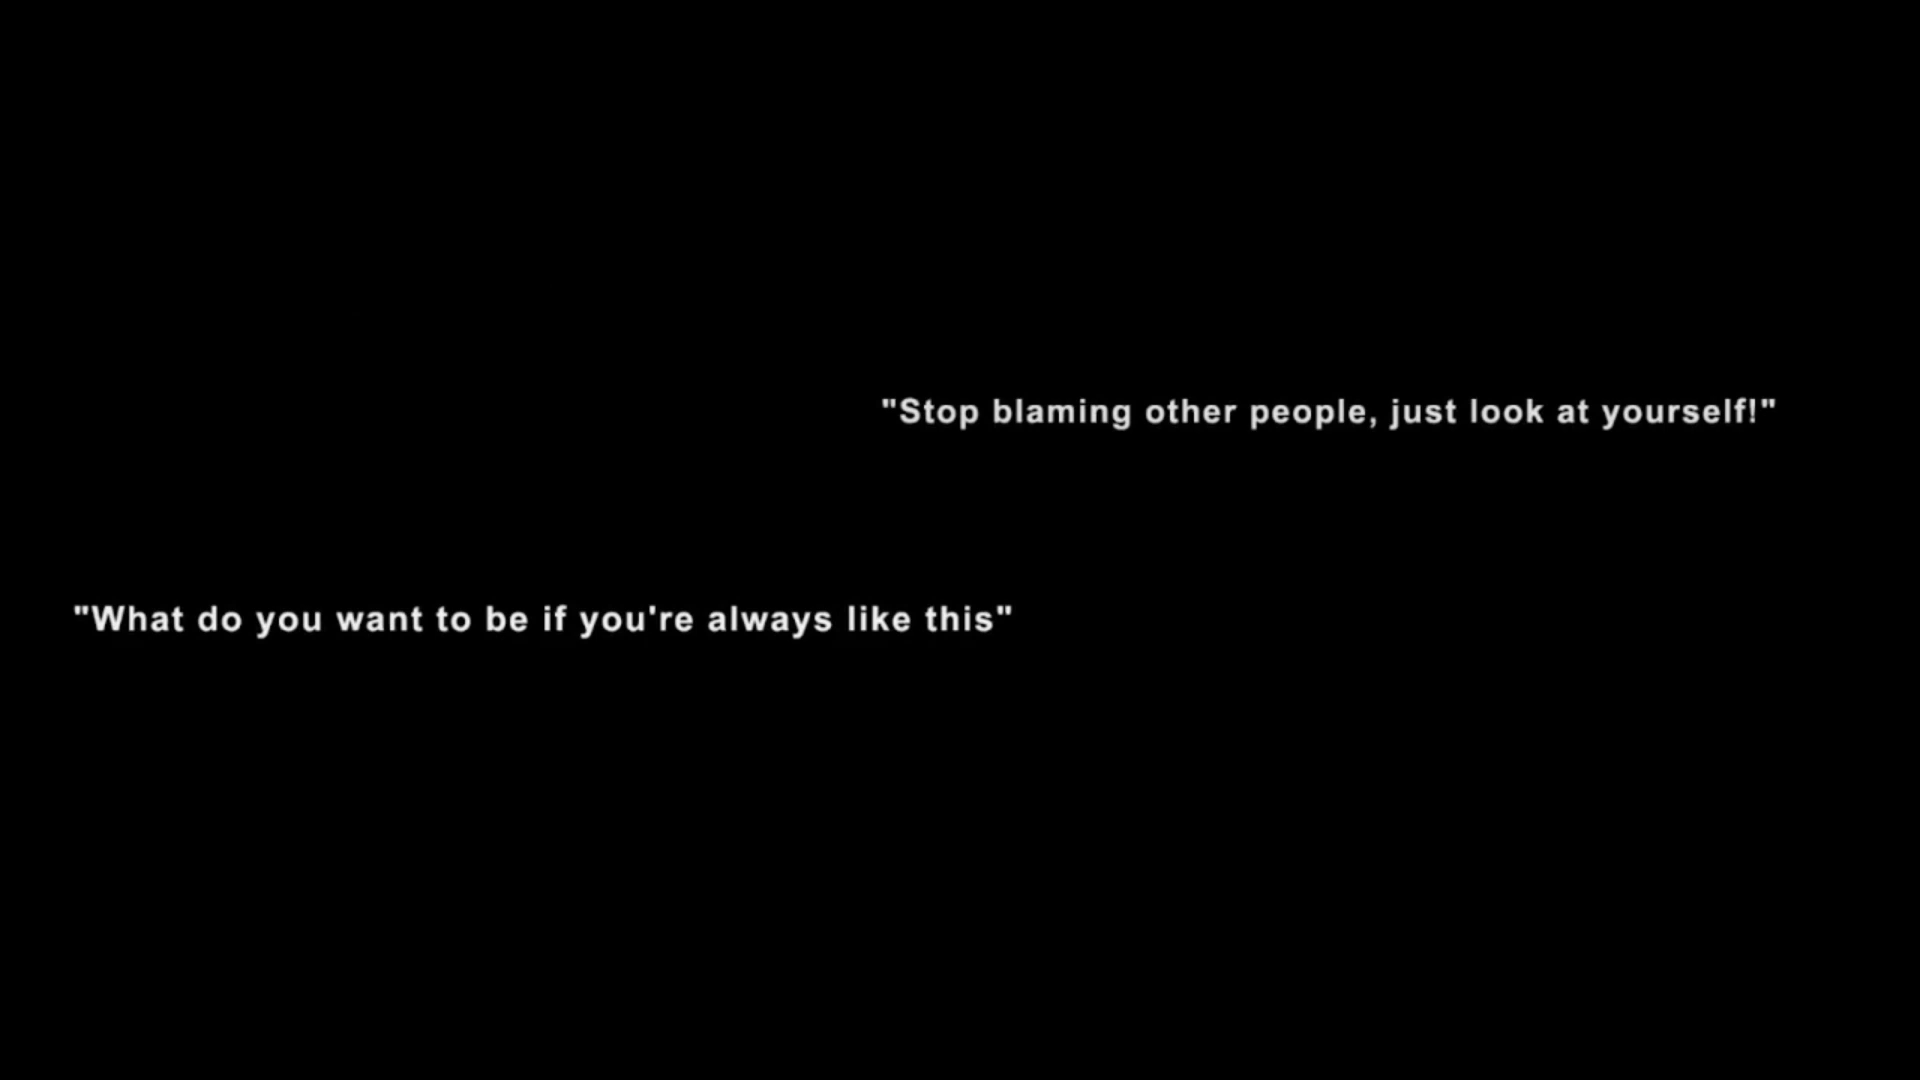 "Stop blaming other people, just look at yourself!"
"What do you want to be if you're always like this"